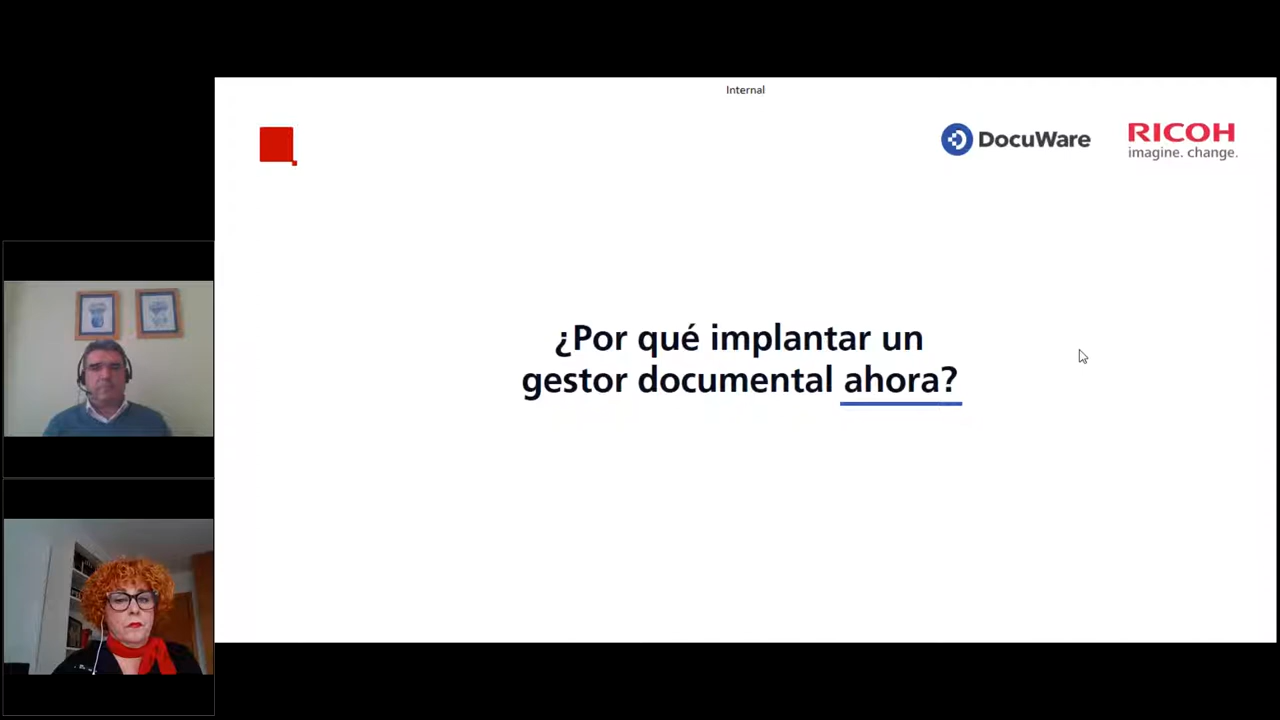 Internal
DocuWare
RICOH
imagine. change.
¿Por qué implantar un
gestor documental ahora?